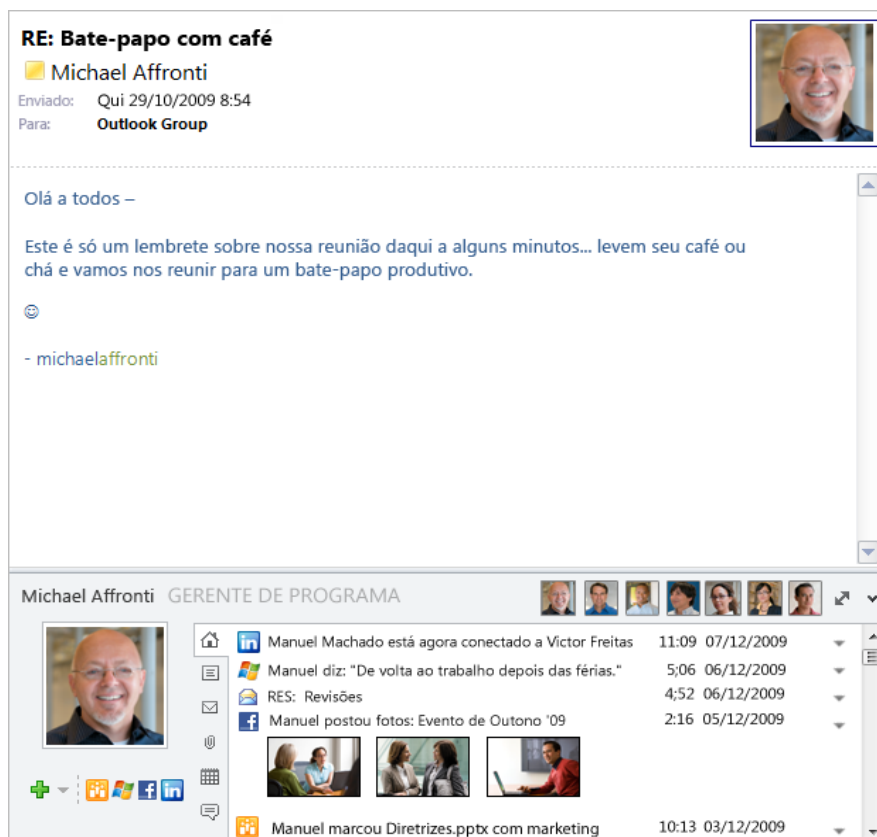 RE: Bate-papo com café
Michael Affronti
Enviado: Qui 29/10/2009 8:54
Para: Outlook Group
Olá a todos –
Este é só um lembrete sobre nossa reunião daqui a alguns minutos... levem seu café ou
chá e vamos nos reunir para um bate-papo produtivo.
☺
- michaelaffronti
Michael Affronti GERENTE DE PROGRAMA
Manuel Machado está agora conectado a Victor Freitas 11:09 07/12/2009
Manuel diz: "De volta ao trabalho depois das férias." 5;06 06/12/2009
RES: Revisões 4;52 06/12/2009
Manuel postou fotos: Evento de Outono '09 2:16 05/12/2009
Manuel marcou Diretrizes.pptx com marketing 10:13 03/12/2009